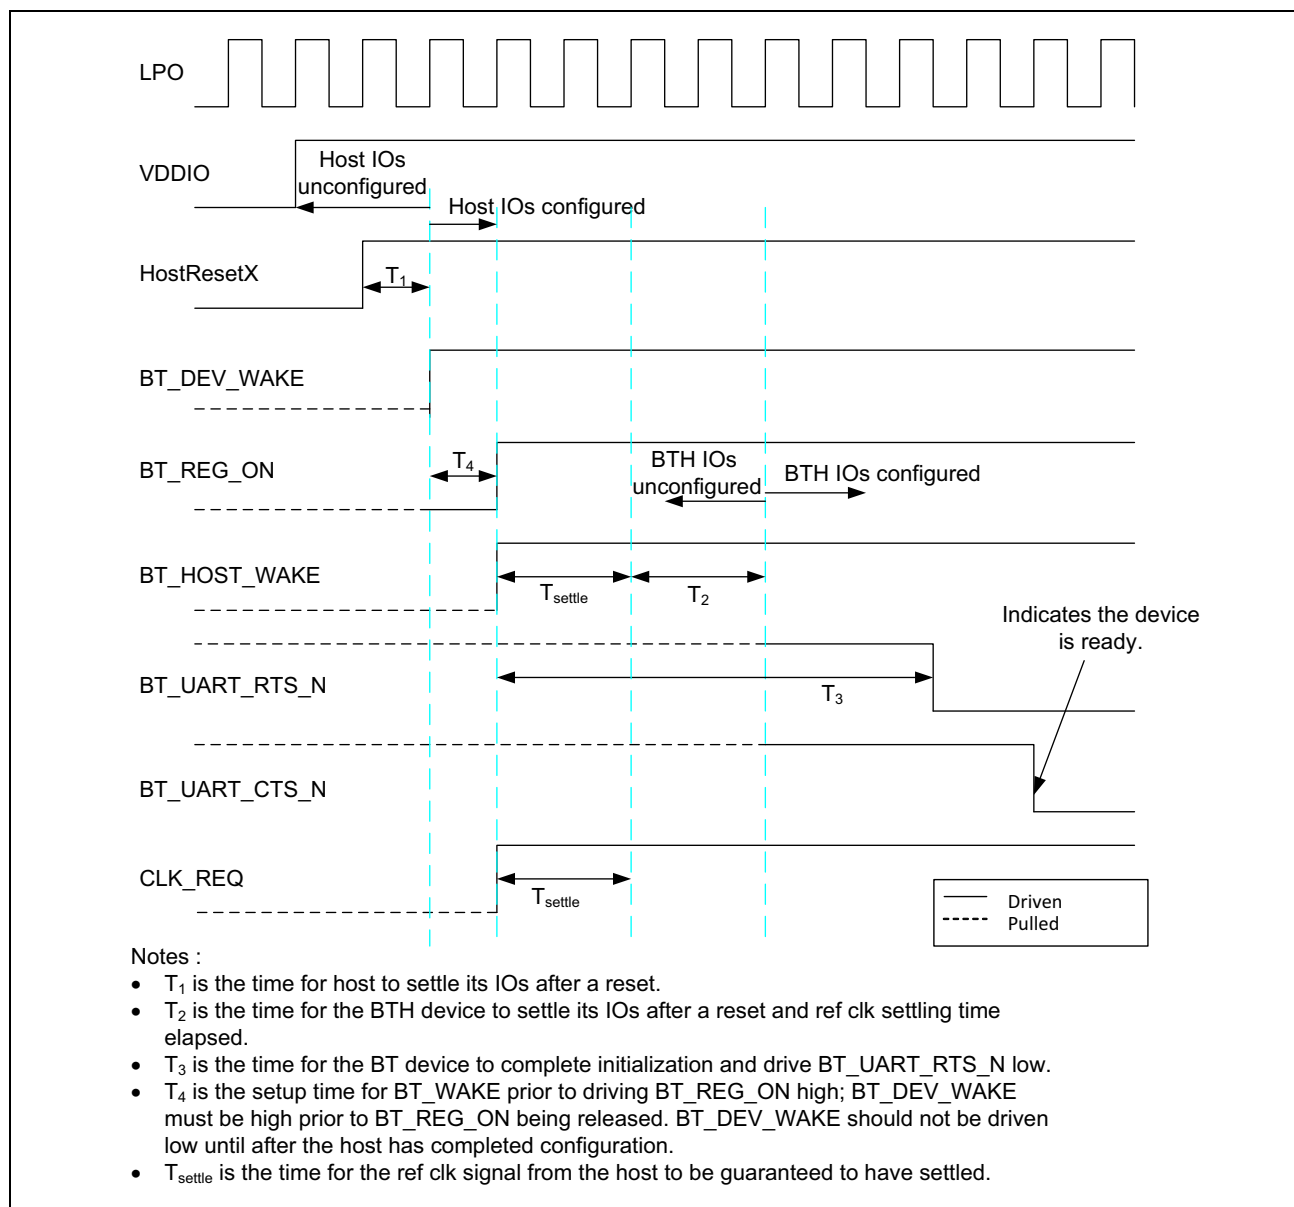 LPO
VDDIO
Host IOs
unconfigured
Host IOs configured
HostResetX
T1
BT_DEV_WAKE
BT_REG_ON
T4
BTH IOs
unconfigured
BTH IOs configured
BT_HOST_WAKE
Tsettle
T2
Indicates the device
is ready.
BT_UART_RTS_N
T3
BT_UART_CTS_N
CLK_REQ
Tsettle
Driven
Pulled
Notes :
• T1 is the time for host to settle its IOs after a reset.
• T2 is the time for the BTH device to settle its IOs after a reset and ref clk settling time
elapsed.
• T3 is the time for the BT device to complete initialization and drive BT_UART_RTS_N low.
• T4 is the setup time for BT_WAKE prior to driving BT_REG_ON high; BT_DEV_WAKE
must be high prior to BT_REG_ON being released. BT_DEV_WAKE should not be driven
low until after the host has completed configuration.
• Tsettle is the time for the ref clk signal from the host to be guaranteed to have settled.